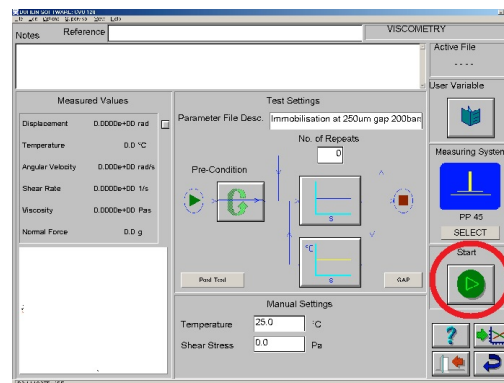 VISCOMETRY
Notes
Reference
Active File
----
User Variable
Measured Values
Displacement 0.0000e+00 rad
Temperature 0.0 °C
Angular Velocity 0.0000e+00 rad/s
Shear Rate 0.0000e+00 1/s
Viscosity 0.0000e+00 Pas
Normal Force 0.0 g
Test Settings
Parameter File Desc. Immobilisation at 250um gap 200ban
No. of Repeats
0
Pre-Condition
S
°C
S
Post Test
GAP
Measuring System
PP 45
SELECT
Start
Manual Settings
Temperature 25.0 °C
Shear Stress 0.0 Pa
?